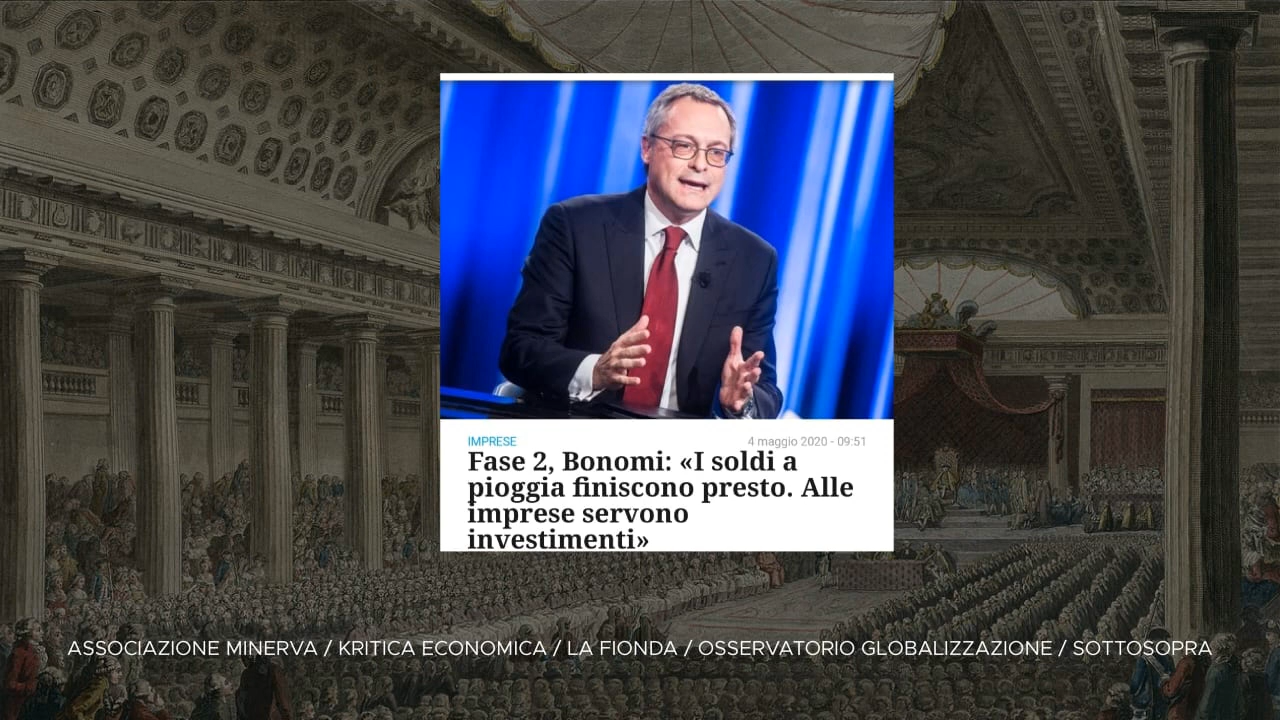 IMPRESE 4 maggio 2020 - 09:51
Fase 2, Bonomi: «I soldi a
pioggia finiscono presto. Alle
imprese servono
investimenti»
ASSOCIAZIONE MINERVA / KRITICA ECONOMICA / LA FIONDA / OSSERVATORIO GLOBALIZZAZIONE / SOTTOSOPRA